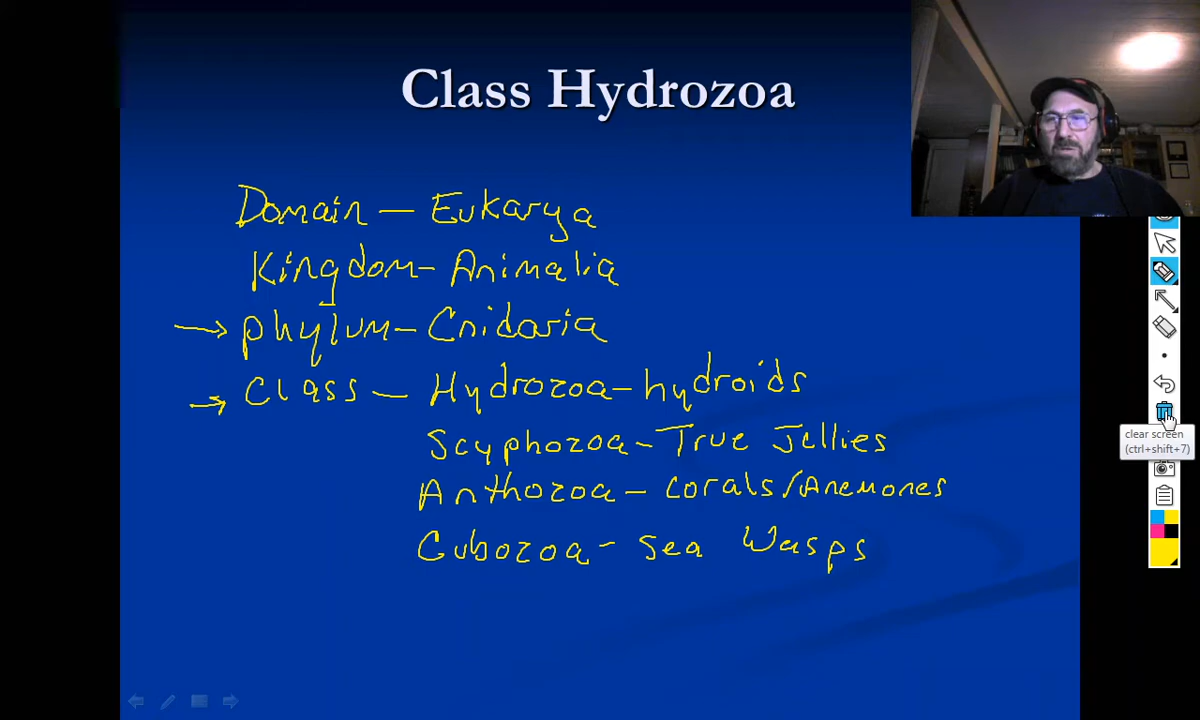 Class Hydrozoa
Domain — Eukarya
Kingdom - Animalia
→ phylum - Cnidaria
→ Class — Hydrozoa - hydroids
Scyphozoa - True Jellies
Anthozoa - corals/Anemones
Cubozoa - Sea Wasps
clear screen
(ctrl+shift+7)